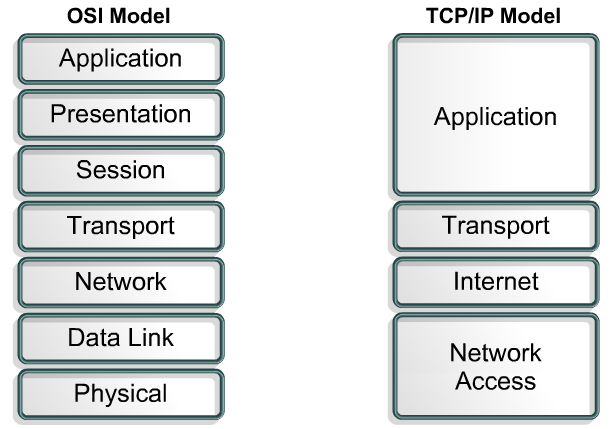 OSI Model
Application
Presentation
Session
Transport
Network
Data Link
Physical
TCP/IP Model
Application
Transport
Internet
Network
Access